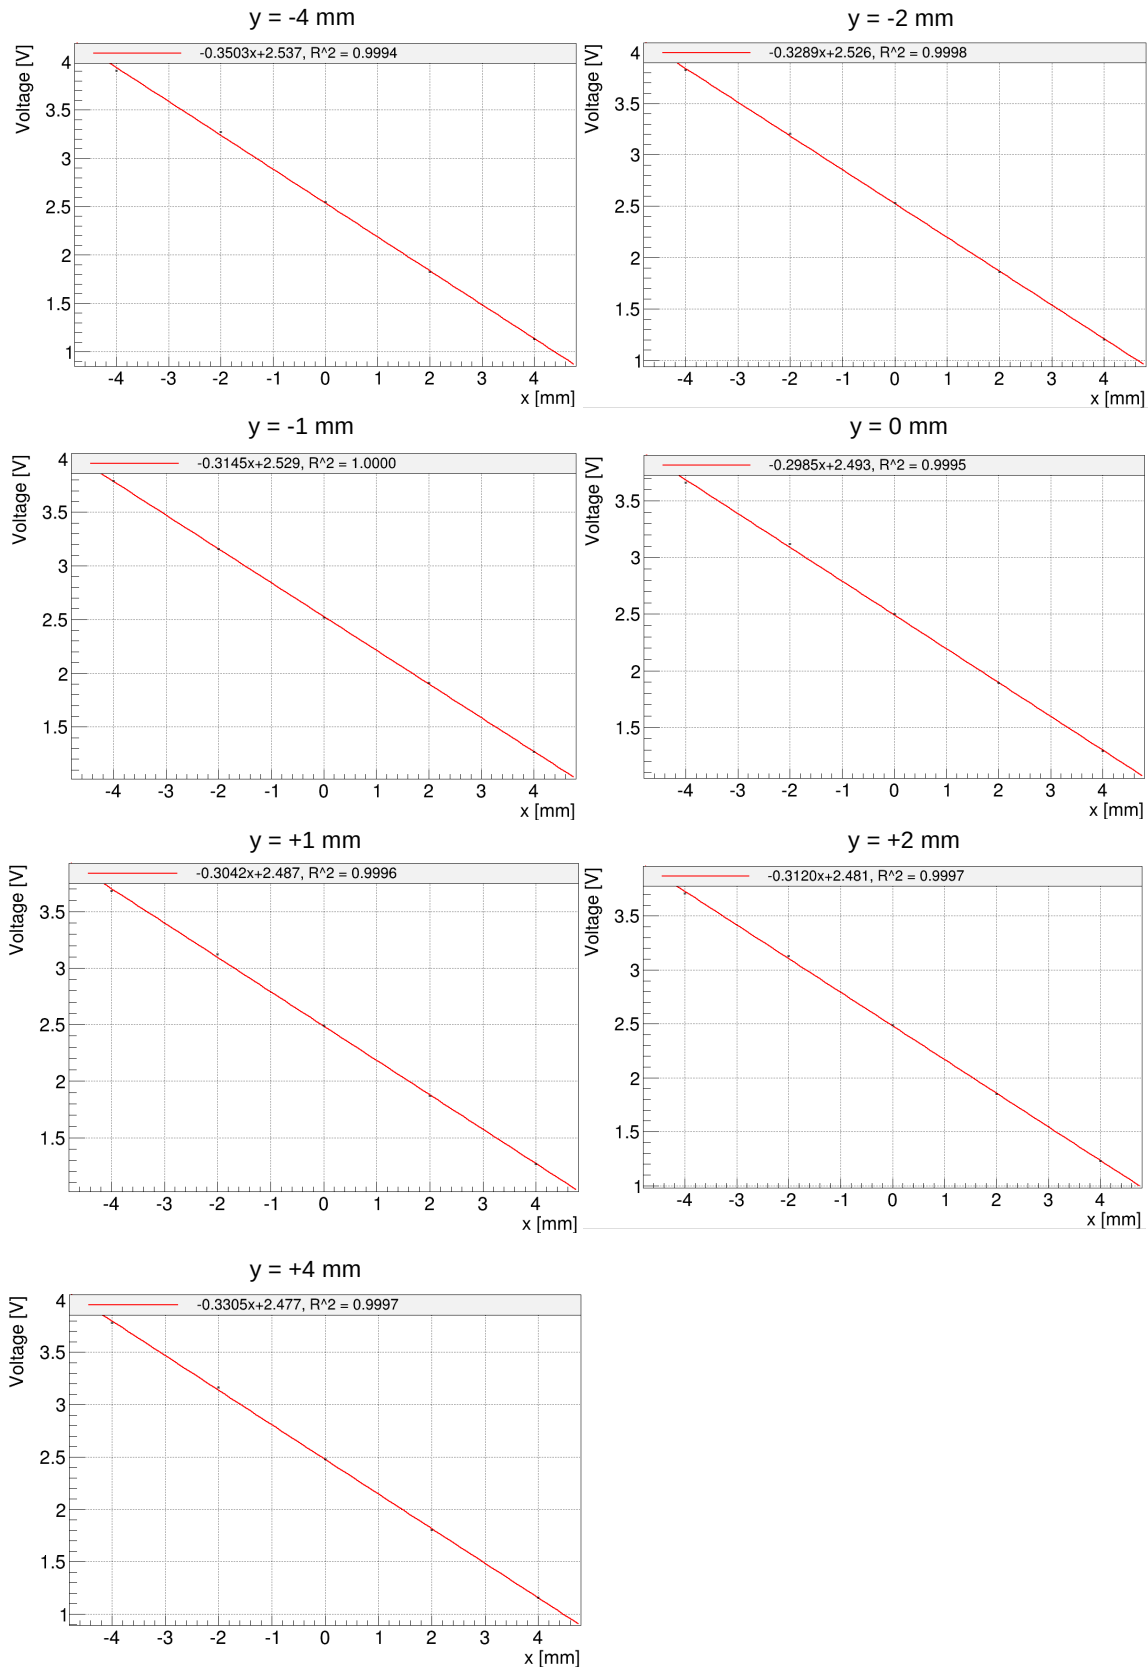 y = -4 mm
-0.3503x+2.537, R^2 = 0.9994
Voltage [V]
4
3.5
3
2.5
2
1.5
1
-4 -3 -2 -1 0 1 2 3 4
x [mm]
y = -2 mm
-0.3289x+2.526, R^2 = 0.9998
Voltage [V]
4
3.5
3
2.5
2
1.5
1
-4 -3 -2 -1 0 1 2 3 4
x [mm]
y = -1 mm
-0.3145x+2.529, R^2 = 1.0000
Voltage [V]
4
3.5
3
2.5
2
1.5
-4 -3 -2 -1 0 1 2 3 4
x [mm]
y = 0 mm
-0.2985x+2.493, R^2 = 0.9995
Voltage [V]
3.5
3
2.5
2
1.5
-4 -3 -2 -1 0 1 2 3 4
x [mm]
y = +1 mm
-0.3042x+2.487, R^2 = 0.9996
Voltage [V]
3.5
3
2.5
2
1.5
-4 -3 -2 -1 0 1 2 3 4
x [mm]
y = +2 mm
-0.3120x+2.481, R^2 = 0.9997
Voltage [V]
3.5
3
2.5
2
1.5
1
-4 -3 -2 -1 0 1 2 3 4
x [mm]
y = +4 mm
-0.3305x+2.477, R^2 = 0.9997
Voltage [V]
4
3.5
3
2.5
2
1.5
1
-4 -3 -2 -1 0 1 2 3 4
x [mm]